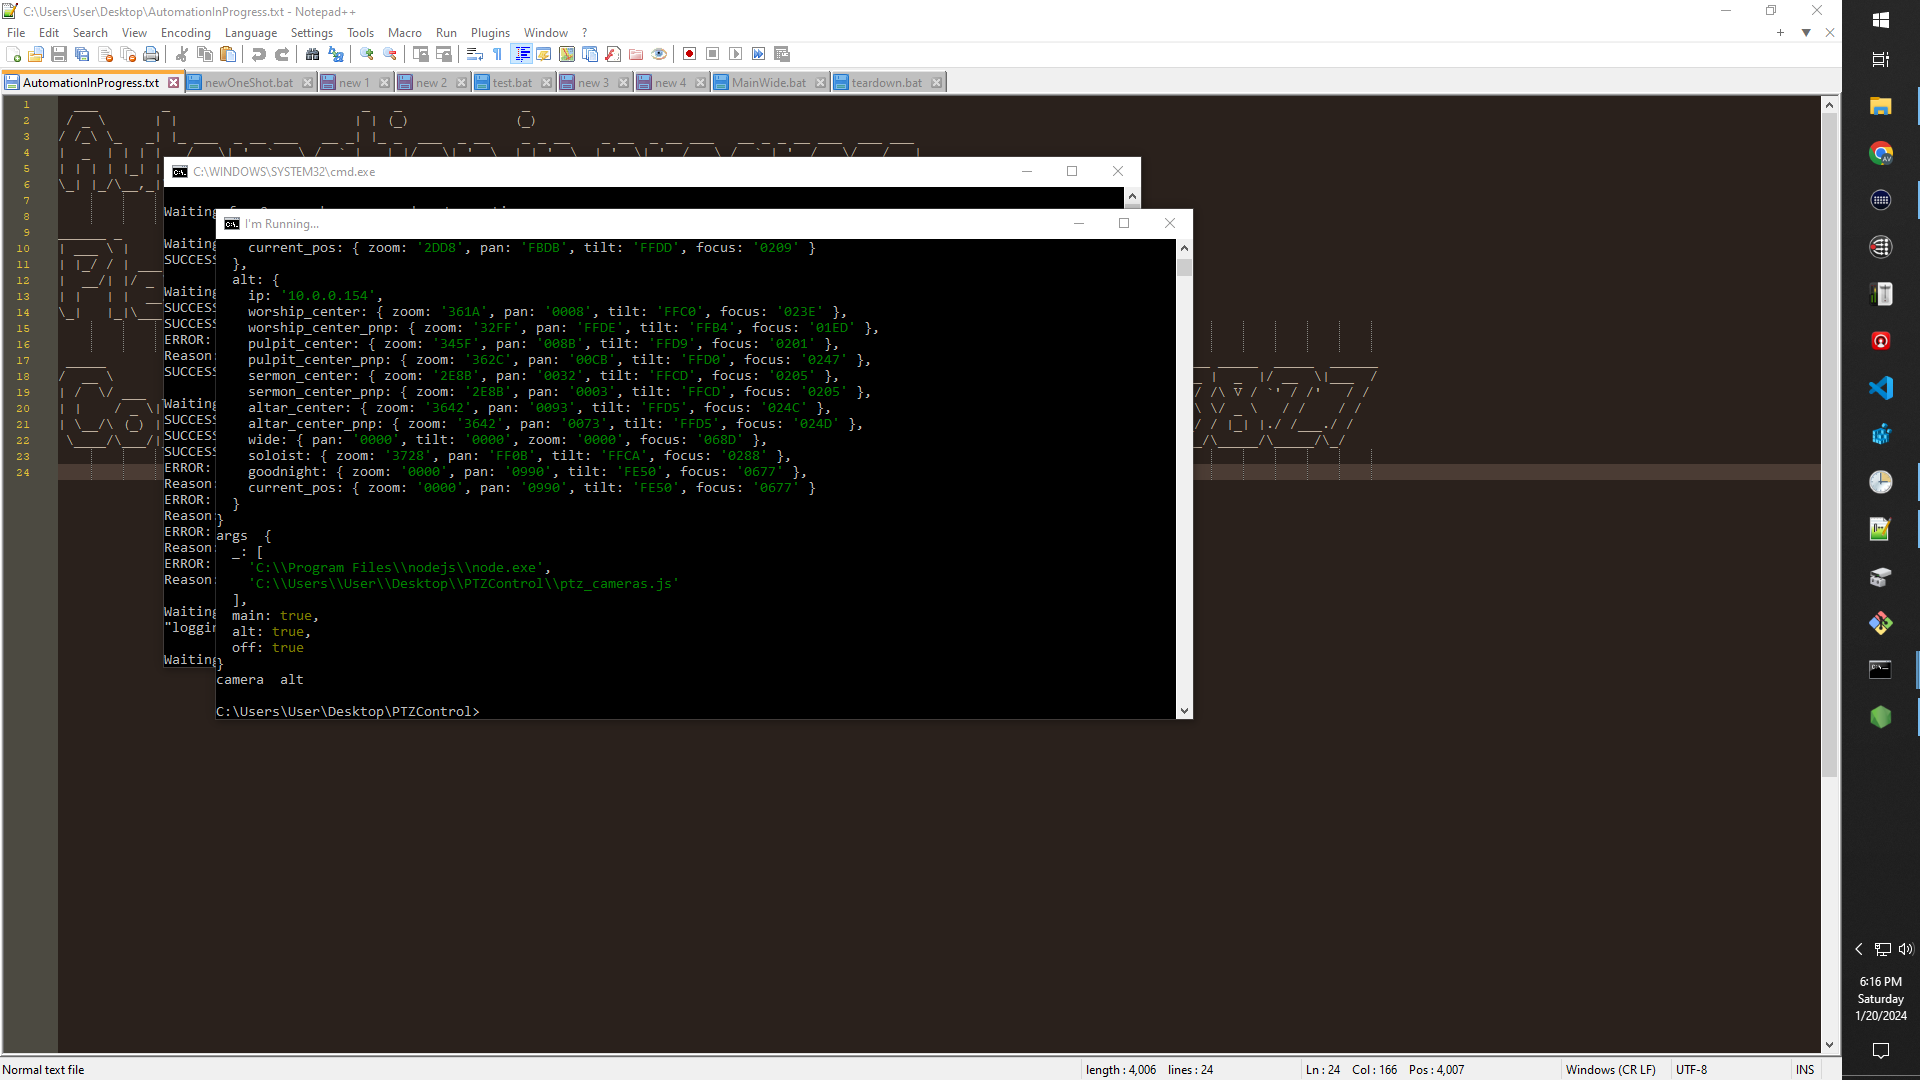 C:\Users\User\Desktop\AutomationInProgress.txt - Notepad++
File Edit Search View Encoding Language Settings Tools Macro Run Plugins Window ?
AutomationInProgress.txt newOneShot.bat new 1 new 2 test.bat new 3 new 4 MainWide.bat teardown.bat
1
2
3
4
5
6
7
8
9
10
11
12
13
14
15
16
17
18
19
20
21
22
23
24
C:\WINDOWS\SYSTEM32\cmd.exe
Waiting
Waiting
SUCCESS
Waiting
SUCCESS
SUCCESS
ERROR:
Reason:
SUCCESS
Waiting
SUCCESS
SUCCESS
SUCCESS
ERROR:
Reason:
ERROR:
Reason:
ERROR:
Reason:
ERROR:
Reason:
Waiting
"loggin
Waiting
I'm Running...
current_pos: { zoom: '2DD8', pan: 'FBDB', tilt: 'FFDD', focus: '0209' }
},
alt: {
ip: '10.0.0.154',
worship_center: { zoom: '361A', pan: '0008', tilt: 'FFC0', focus: '023E' },
worship_center_pnp: { zoom: '32FF', pan: 'FFDE', tilt: 'FFB4', focus: '01ED' },
pulpit_center: { zoom: '345F', pan: '008B', tilt: 'FFD9', focus: '0201' },
pulpit_center_pnp: { zoom: '362C', pan: '00CB', tilt: 'FFD0', focus: '0247' },
sermon_center: { zoom: '2E8B', pan: '0032', tilt: 'FFCD', focus: '0205' },
sermon_center_pnp: { zoom: '2E8B', pan: '0003', tilt: 'FFCD', focus: '0205' },
altar_center: { zoom: '3642', pan: '0093', tilt: 'FFD5', focus: '024C' },
altar_center_pnp: { zoom: '3642', pan: '0073', tilt: 'FFD5', focus: '024D' },
wide: { pan: '0000', tilt: '0000', zoom: '0000', focus: '068D' },
soloist: { zoom: '3728', pan: 'FF0B', tilt: 'FFCA', focus: '0288' },
goodnight: { zoom: '0000', pan: '0990', tilt: 'FE50', focus: '0677' },
current_pos: { zoom: '0000', pan: '0990', tilt: 'FE50', focus: '0677' }
}
}
args {
_: [
'C:\\Program Files\\nodejs\\node.exe',
'C:\\Users\\User\\Desktop\\PTZControl\\ptz_cameras.js'
],
main: true,
alt: true,
off: true
}
camera alt
C:\Users\User\Desktop\PTZControl>
6:16 PM
Saturday
1/20/2024
Normal text file length : 4,006 lines : 24 Ln : 24 Col : 166 Pos : 4,007 Windows (CR LF) UTF-8 INS